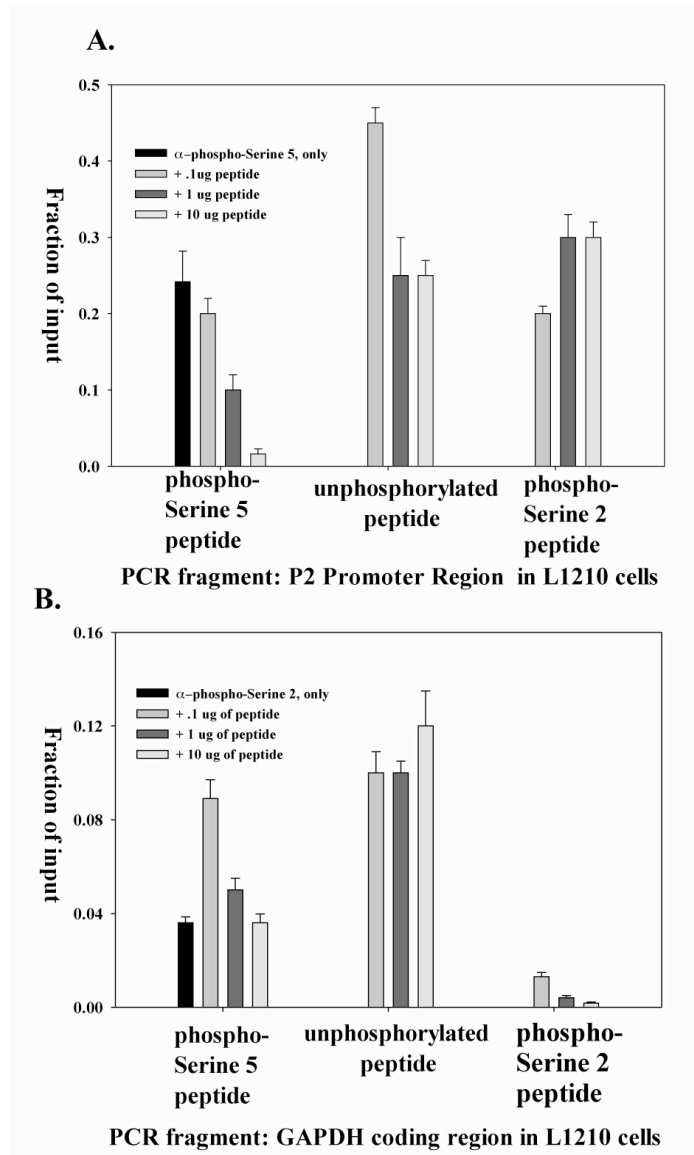 A.
0.5
0.4
0.3
0.2
0.1
0.0
Fraction of input
α–phospho-Serine 5, only
+ .1ug peptide
+ 1 ug peptide
+ 10 ug peptide
phospho-
Serine 5
peptide
unphosphorylated
peptide
phospho-
Serine 2
peptide
PCR fragment: P2 Promoter Region in L1210 cells
B.
0.16
0.12
0.08
0.04
0.00
Fraction of input
α–phospho-Serine 2, only
+ .1 ug of peptide
+ 1 ug of peptide
+ 10 ug of peptide
phospho-
Serine 5
peptide
unphosphorylated
peptide
phospho-
Serine 2
peptide
PCR fragment: GAPDH coding region in L1210 cells